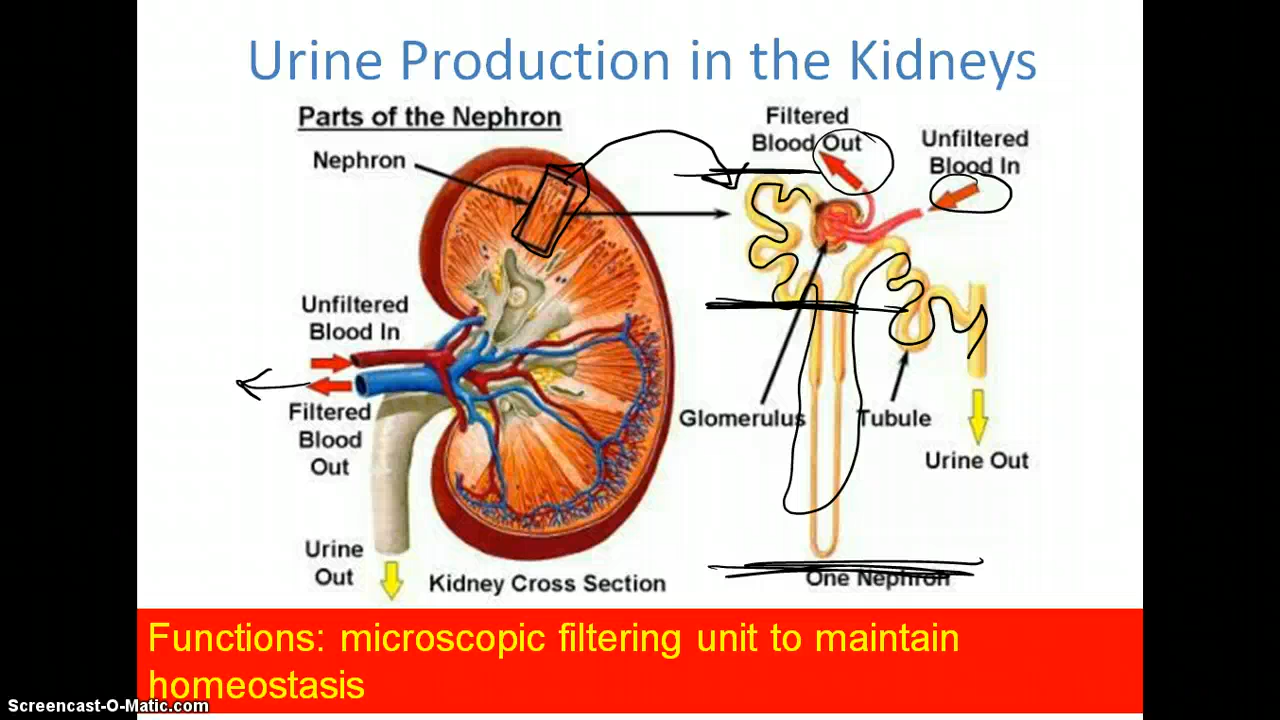 Urine Production in the Kidneys
Parts of the Nephron
Nephron
Filtered
Blood Out
Unfiltered
Blood In
Unfiltered
Blood In
Filtered
Blood
Out
Glomerulus
Tubule
Urine Out
Urine
Out
Kidney Cross Section
One Nephron
Functions: microscopic filtering unit to maintain
homeostasis
Screencast-O-Matic.com